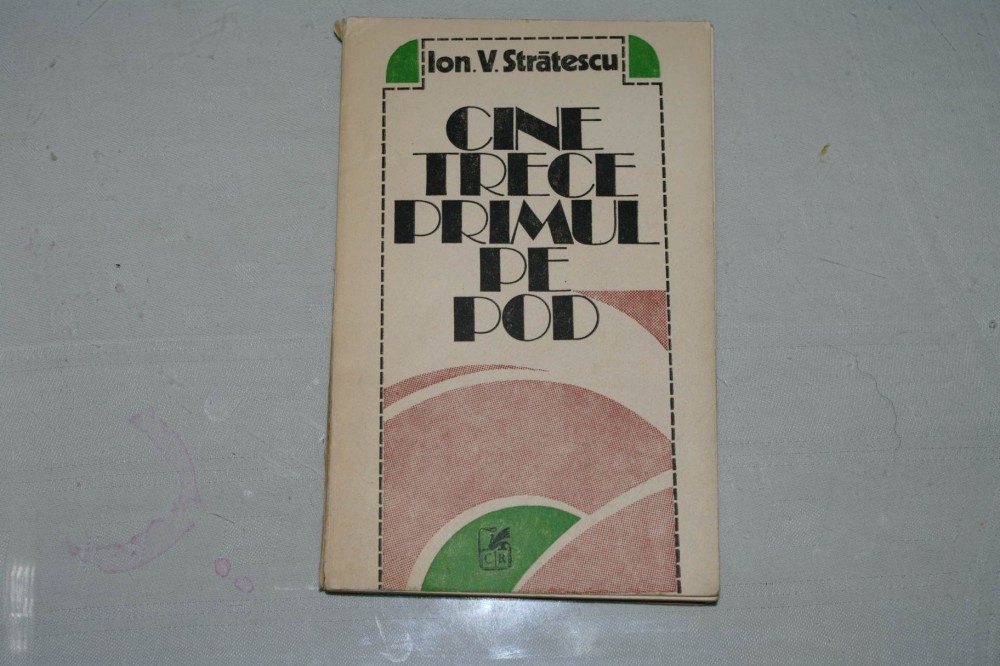 Ion.V.Strătescu
CINE
TRECE
PRIMUL
PE
POD
C R